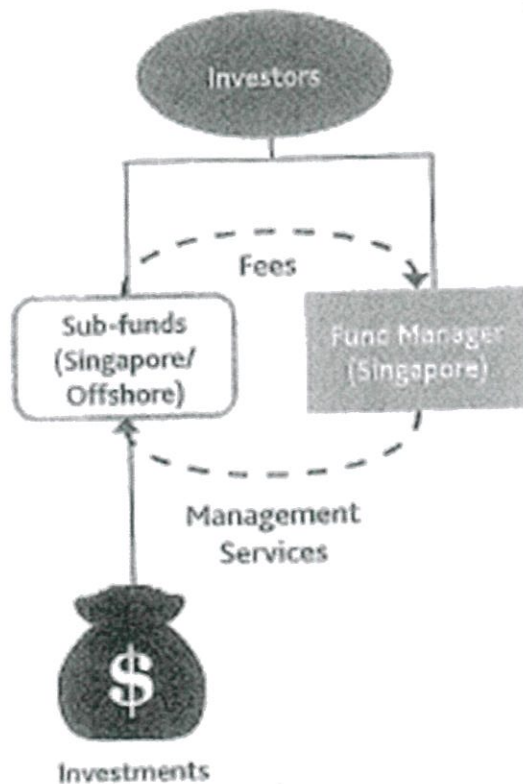 Investors
Fees
Sub-funds
(Singapore/
Offshore)
Fund Manager
(Singapore)
Management
Services
$
Investments